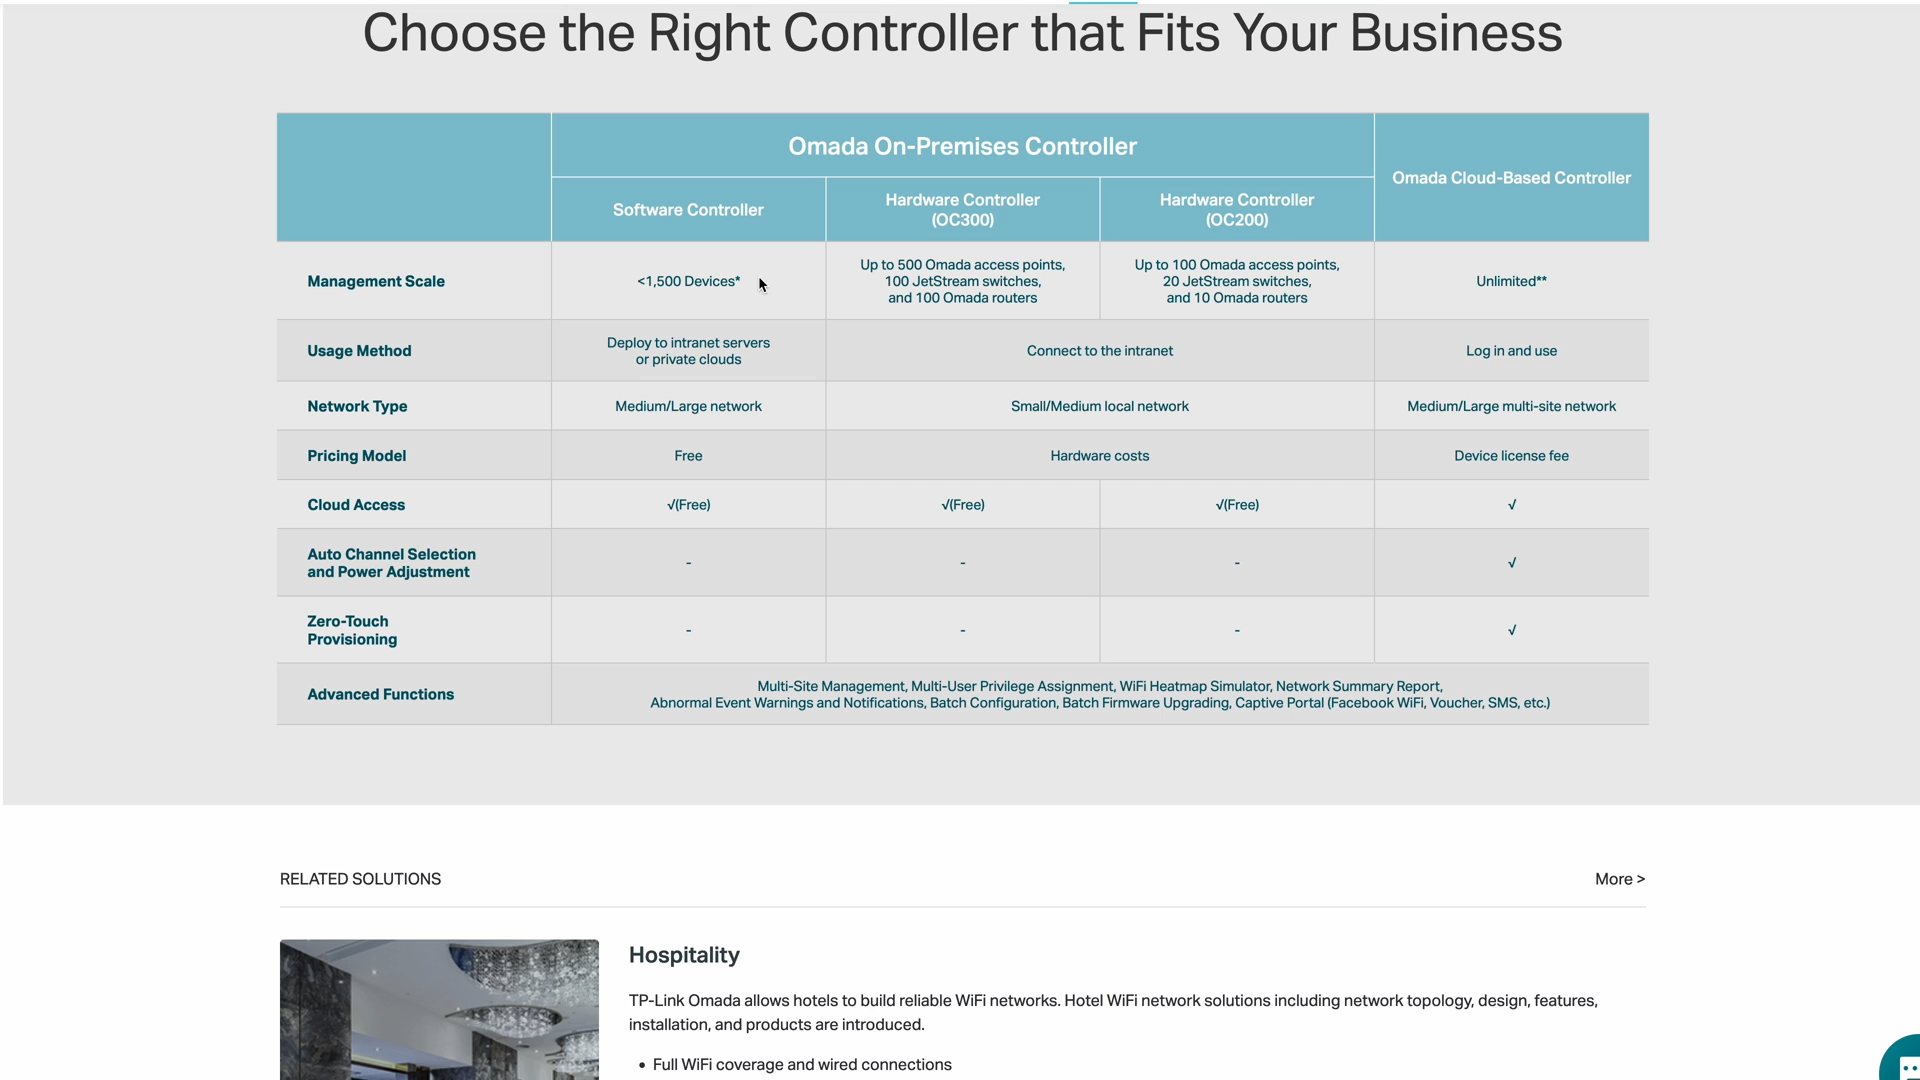 Choose the Right Controller that Fits Your Business
Omada On-Premises Controller
Omada Cloud-Based Controller
Software Controller
Hardware Controller
(OC300)
Hardware Controller
(OC200)
Management Scale
<1,500 Devices*
Up to 500 Omada access points,
100 JetStream switches,
and 100 Omada routers
Up to 100 Omada access points,
20 JetStream switches,
and 10 Omada routers
Unlimited**
Usage Method
Deploy to intranet servers
or private clouds
Connect to the intranet
Log in and use
Network Type
Medium/Large network
Small/Medium local network
Medium/Large multi-site network
Pricing Model
Free
Hardware costs
Device license fee
Cloud Access
√(Free)
√(Free)
√(Free)
√
Auto Channel Selection
and Power Adjustment
-
-
-
√
Zero-Touch
Provisioning
-
-
-
√
Advanced Functions
Multi-Site Management, Multi-User Privilege Assignment, WiFi Heatmap Simulator, Network Summary Report,
Abnormal Event Warnings and Notifications, Batch Configuration, Batch Firmware Upgrading, Captive Portal (Facebook WiFi, Voucher, SMS, etc.)
RELATED SOLUTIONS
More >
Hospitality
TP-Link Omada allows hotels to build reliable WiFi networks. Hotel WiFi network solutions including network topology, design, features,
installation, and products are introduced.
• Full WiFi coverage and wired connections